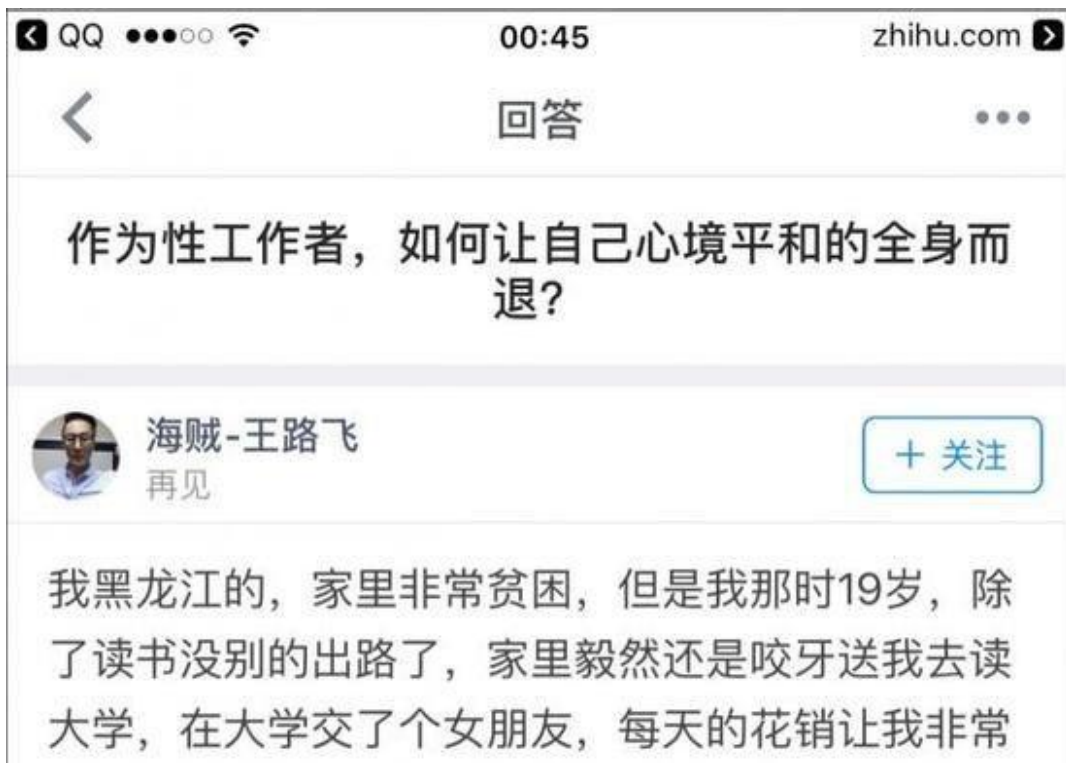 QQ 00:45 zhihu.com
回答
作为性工作者，如何让自己心境平和的全身而
退？
海贼-王路飞
再见
+ 关注
我黑龙江的，家里非常贫困，但是我那时19岁，除
了读书没别的出路了，家里毅然还是咬牙送我去读
大学，在大学交了个女朋友，每天的花销让我非常